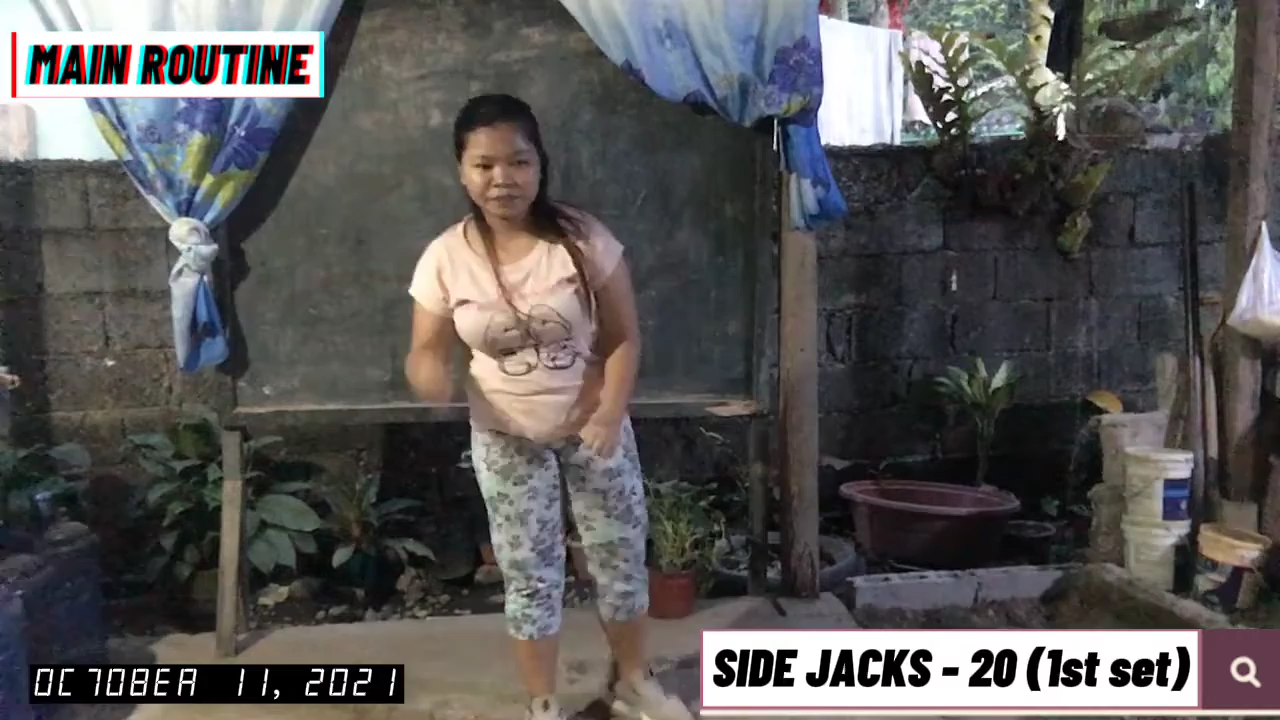 MAIN ROUTINE
OCTOBER 11, 2021
SIDE JACKS - 20 (1st set)